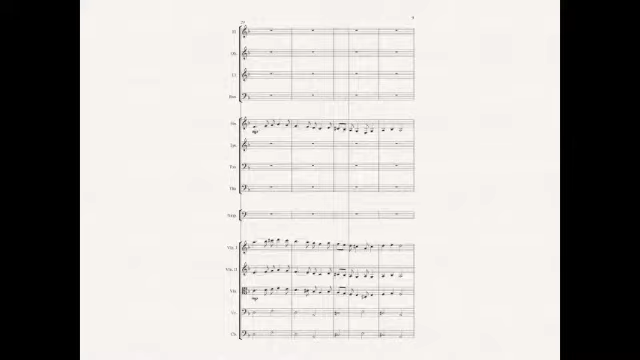 Fl.
Ob.
Cl.
Bsn.
Hn.
Tpt.
Tbn.
Tba.
Timp.
Vln. I
Vln. II
Vla.
Vc.
Cb.